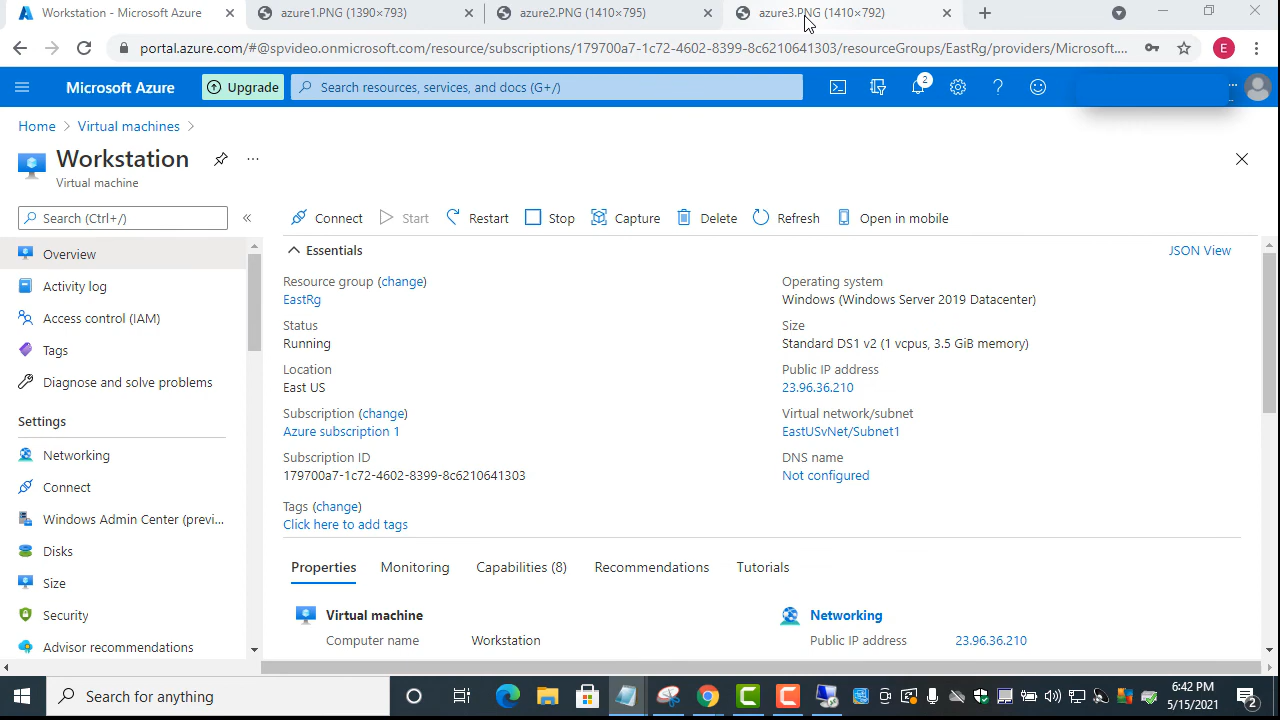 Workstation - Microsoft Azure
azure1.PNG (1390×793)
azure2.PNG (1410×795)
azure3.PNG (1410×792)
portal.azure.com/#@spvideo.onmicrosoft.com/resource/subscriptions/179700a7-1c72-4602-8399-8c6210641303/resourceGroups/EastRg/providers/Microsoft....
E
Microsoft Azure
Upgrade
Search resources, services, and docs (G+/)
2
...
Home > Virtual machines >
Workstation
...
Virtual machine
Search (Ctrl+/)
«
Connect
Start
Restart
Stop
Capture
Delete
Refresh
Open in mobile
Overview
Activity log
Access control (IAM)
Tags
Diagnose and solve problems
Settings
Networking
Connect
Windows Admin Center (previ...
Disks
Size
Security
Advisor recommendations
Essentials
JSON View
Resource group (change)
EastRg
Status
Running
Location
East US
Subscription (change)
Azure subscription 1
Subscription ID
179700a7-1c72-4602-8399-8c6210641303
Tags (change)
Click here to add tags
Operating system
Windows (Windows Server 2019 Datacenter)
Size
Standard DS1 v2 (1 vcpus, 3.5 GiB memory)
Public IP address
23.96.36.210
Virtual network/subnet
EastUSvNet/Subnet1
DNS name
Not configured
Properties
Monitoring
Capabilities (8)
Recommendations
Tutorials
Virtual machine
Computer name
Workstation
Networking
Public IP address
23.96.36.210
Search for anything
6:42 PM
5/15/2021
2